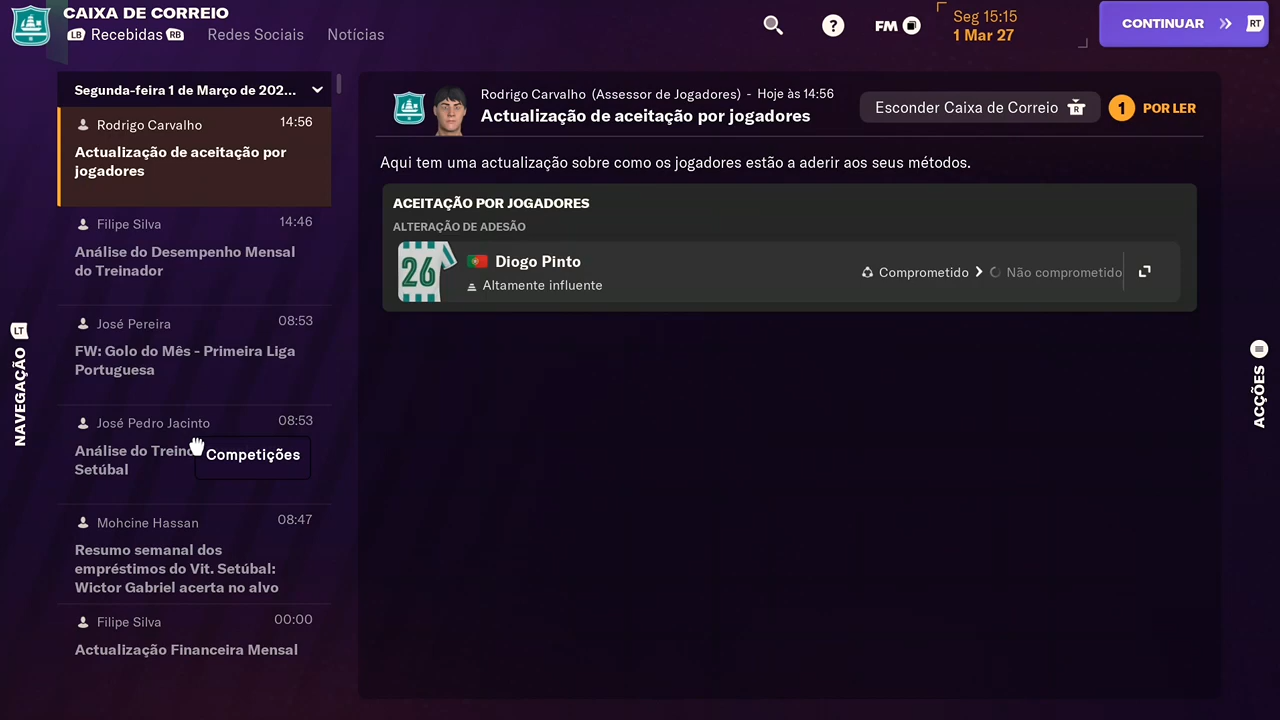 CAIXA DE CORREIO
LB Recebidas RB Redes Sociais Notícias
?
FM
Seg 15:15
1 Mar 27
CONTINUAR RT
Segunda-feira 1 de Março de 202...
Rodrigo Carvalho 14:56
Actualização de aceitação por
jogadores
Filipe Silva 14:46
Análise do Desempenho Mensal
do Treinador
José Pereira 08:53
FW: Golo do Mês - Primeira Liga
Portuguesa
José Pedro Jacinto 08:53
Análise do Trein
Setúbal
Competições
Mohcine Hassan 08:47
Resumo semanal dos
empréstimos do Vit. Setúbal:
Wictor Gabriel acerta no alvo
Filipe Silva 00:00
Actualização Financeira Mensal
LT
NAVEGAÇÃO
Rodrigo Carvalho (Assessor de Jogadores) - Hoje às 14:56
Actualização de aceitação por jogadores
Esconder Caixa de Correio R
1 POR LER
Aqui tem uma actualização sobre como os jogadores estão a aderir aos seus métodos.
ACEITAÇÃO POR JOGADORES
ALTERAÇÃO DE ADESÃO
26
Diogo Pinto
Altamente influente
Comprometido > Não comprometido
ACÇÕES